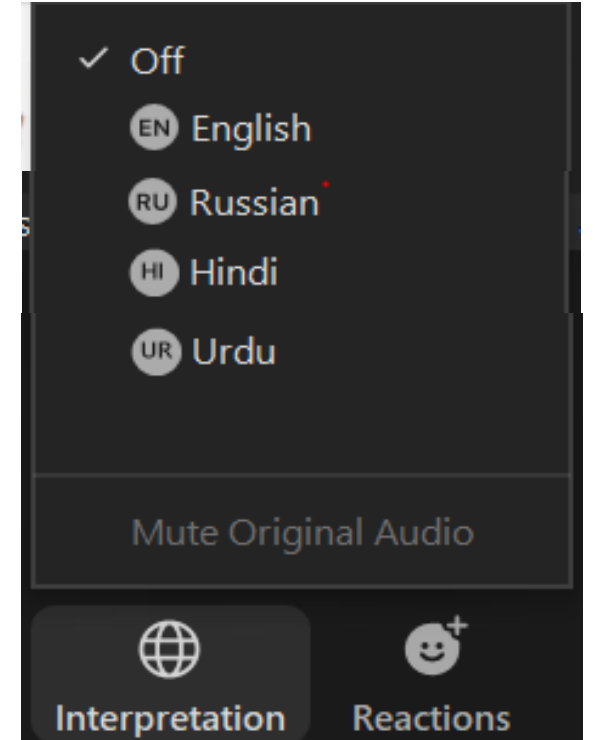 Off
EN English
RU Russian
HI Hindi
UR Urdu
Mute Original Audio
Interpretation Reactions